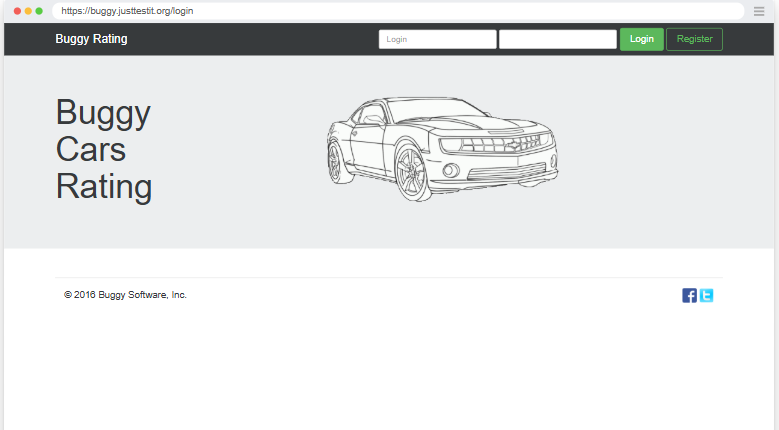 https://buggy.justtestit.org/login
Buggy Rating
Login
Login
Register
Buggy
Cars
Rating
© 2016 Buggy Software, Inc.